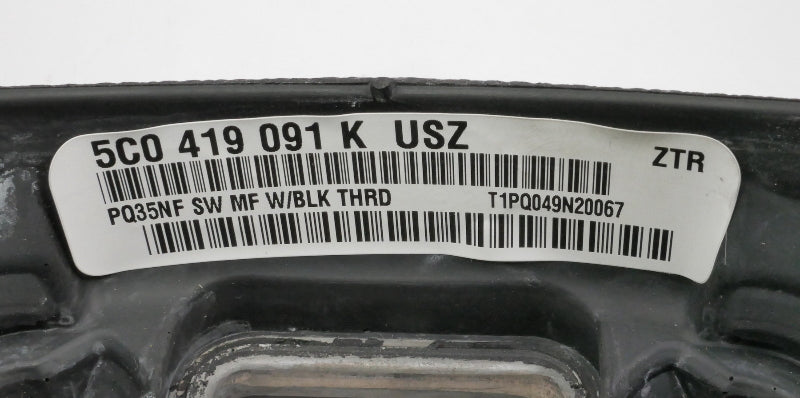 5C0 419 091 K USZ ZTR
PQ35NF SW MF W/BLK THRD T1PQ049N20067